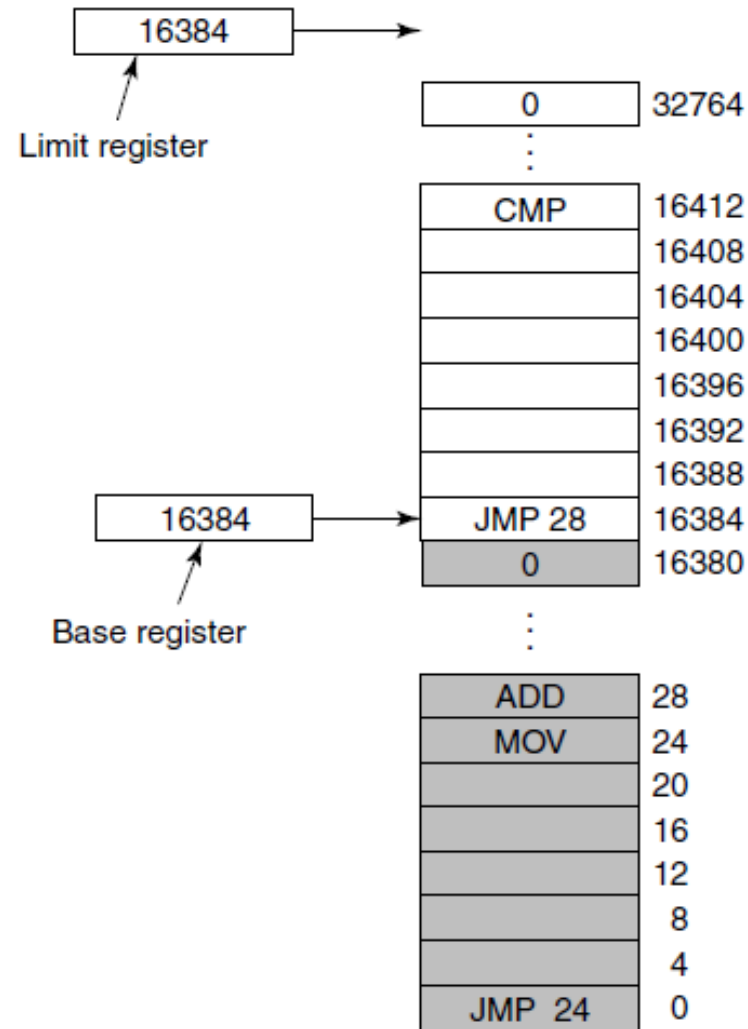 16384
0 32764
Limit register
CMP 16412
16408
16404
16400
16396
16392
16388
16384 JMP 28 16384
0 16380
Base register
ADD 28
MOV 24
20
16
12
8
4
JMP 24 0